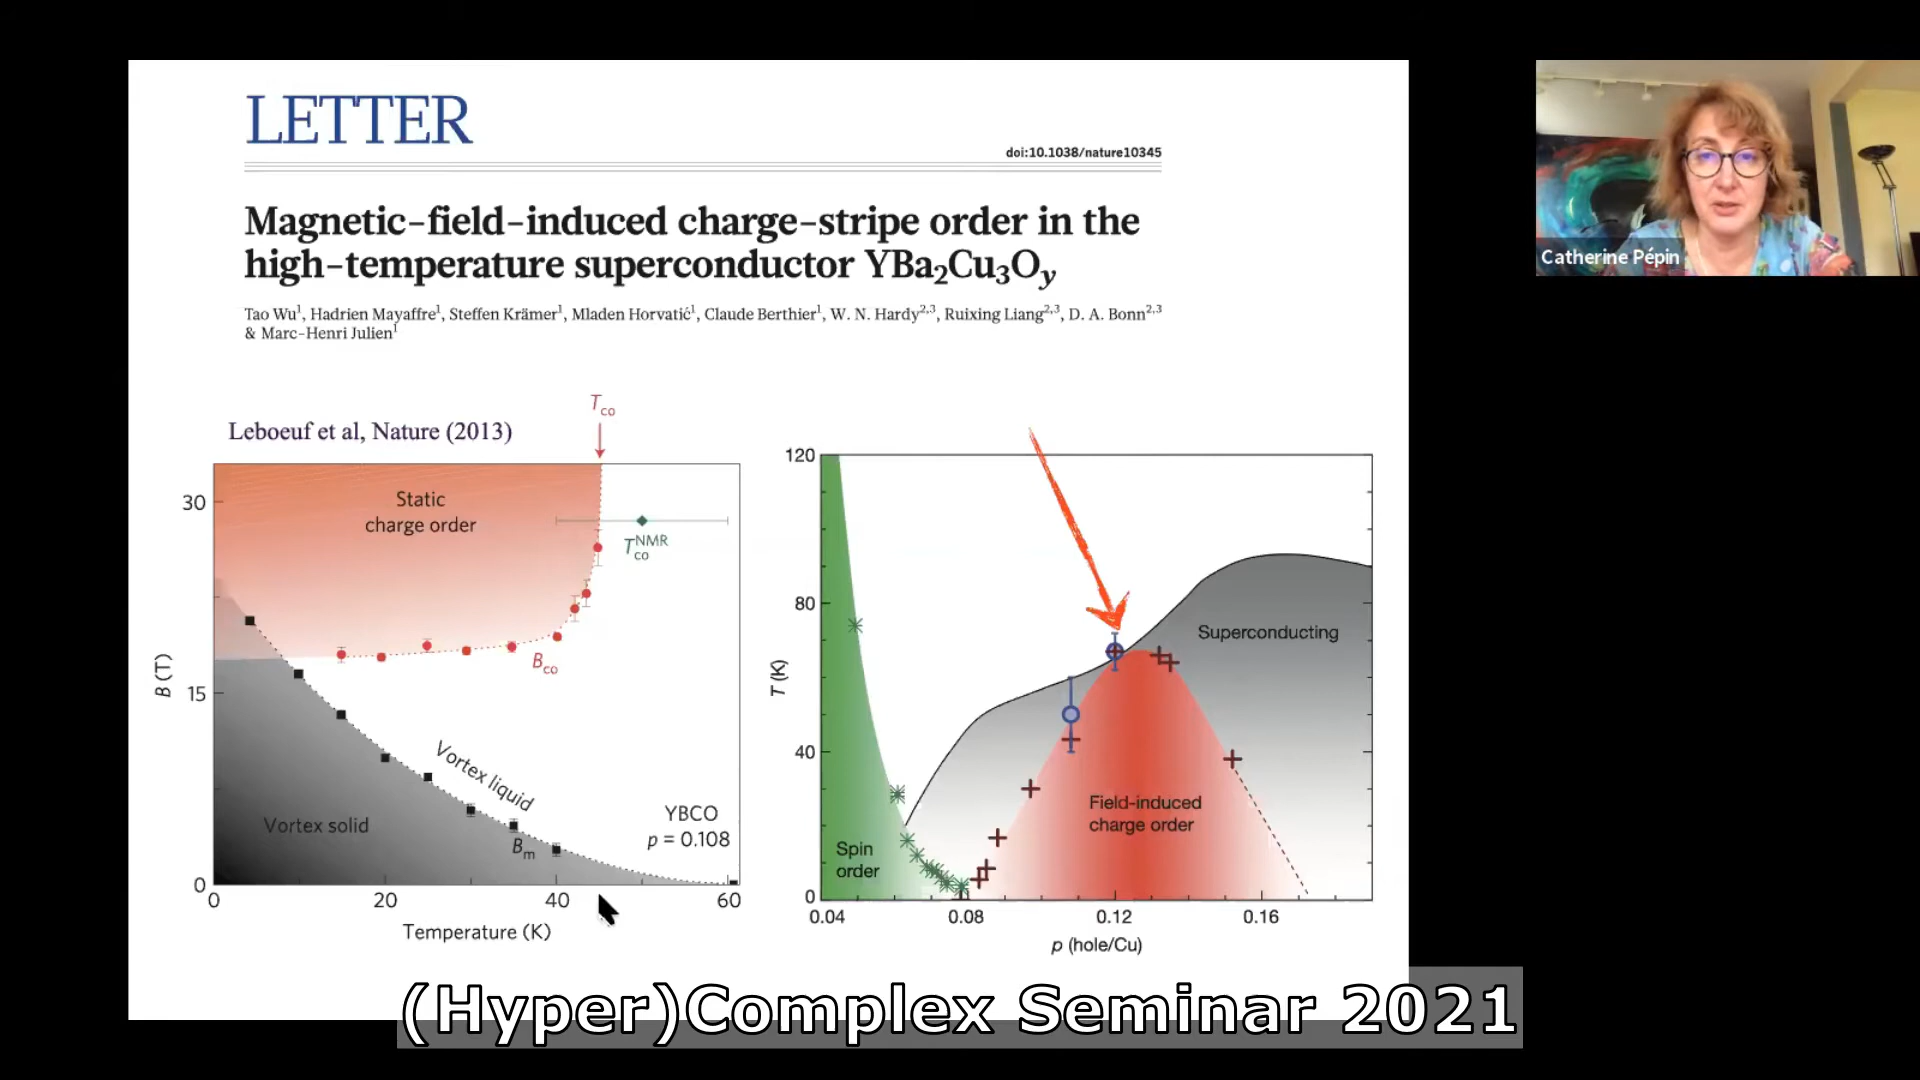 LETTER
doi:10.1038/nature10345
Magnetic-field-induced charge-stripe order in the
high-temperature superconductor YBa2Cu3Oy
Tao Wu1, Hadrien Mayaffre1, Steffen Krämer1, Mladen Horvatić1, Claude Berthier1, W. N. Hardy2,3, Ruixing Liang2,3, D. A. Bonn2,3
& Marc-Henri Julien1
Catherine Pépin
Leboeuf et al, Nature (2013)
Tco
30
15
0
B (T)
Static
charge order
TcoNMR
Bco
Vortex liquid
Vortex solid
Bm
YBCO
p = 0.108
0 20 40 60
Temperature (K)
120
80
40
0
T (K)
Superconducting
Field-induced
charge order
Spin
order
0.04 0.08 0.12 0.16
p (hole/Cu)
(Hyper)Complex Seminar 2021